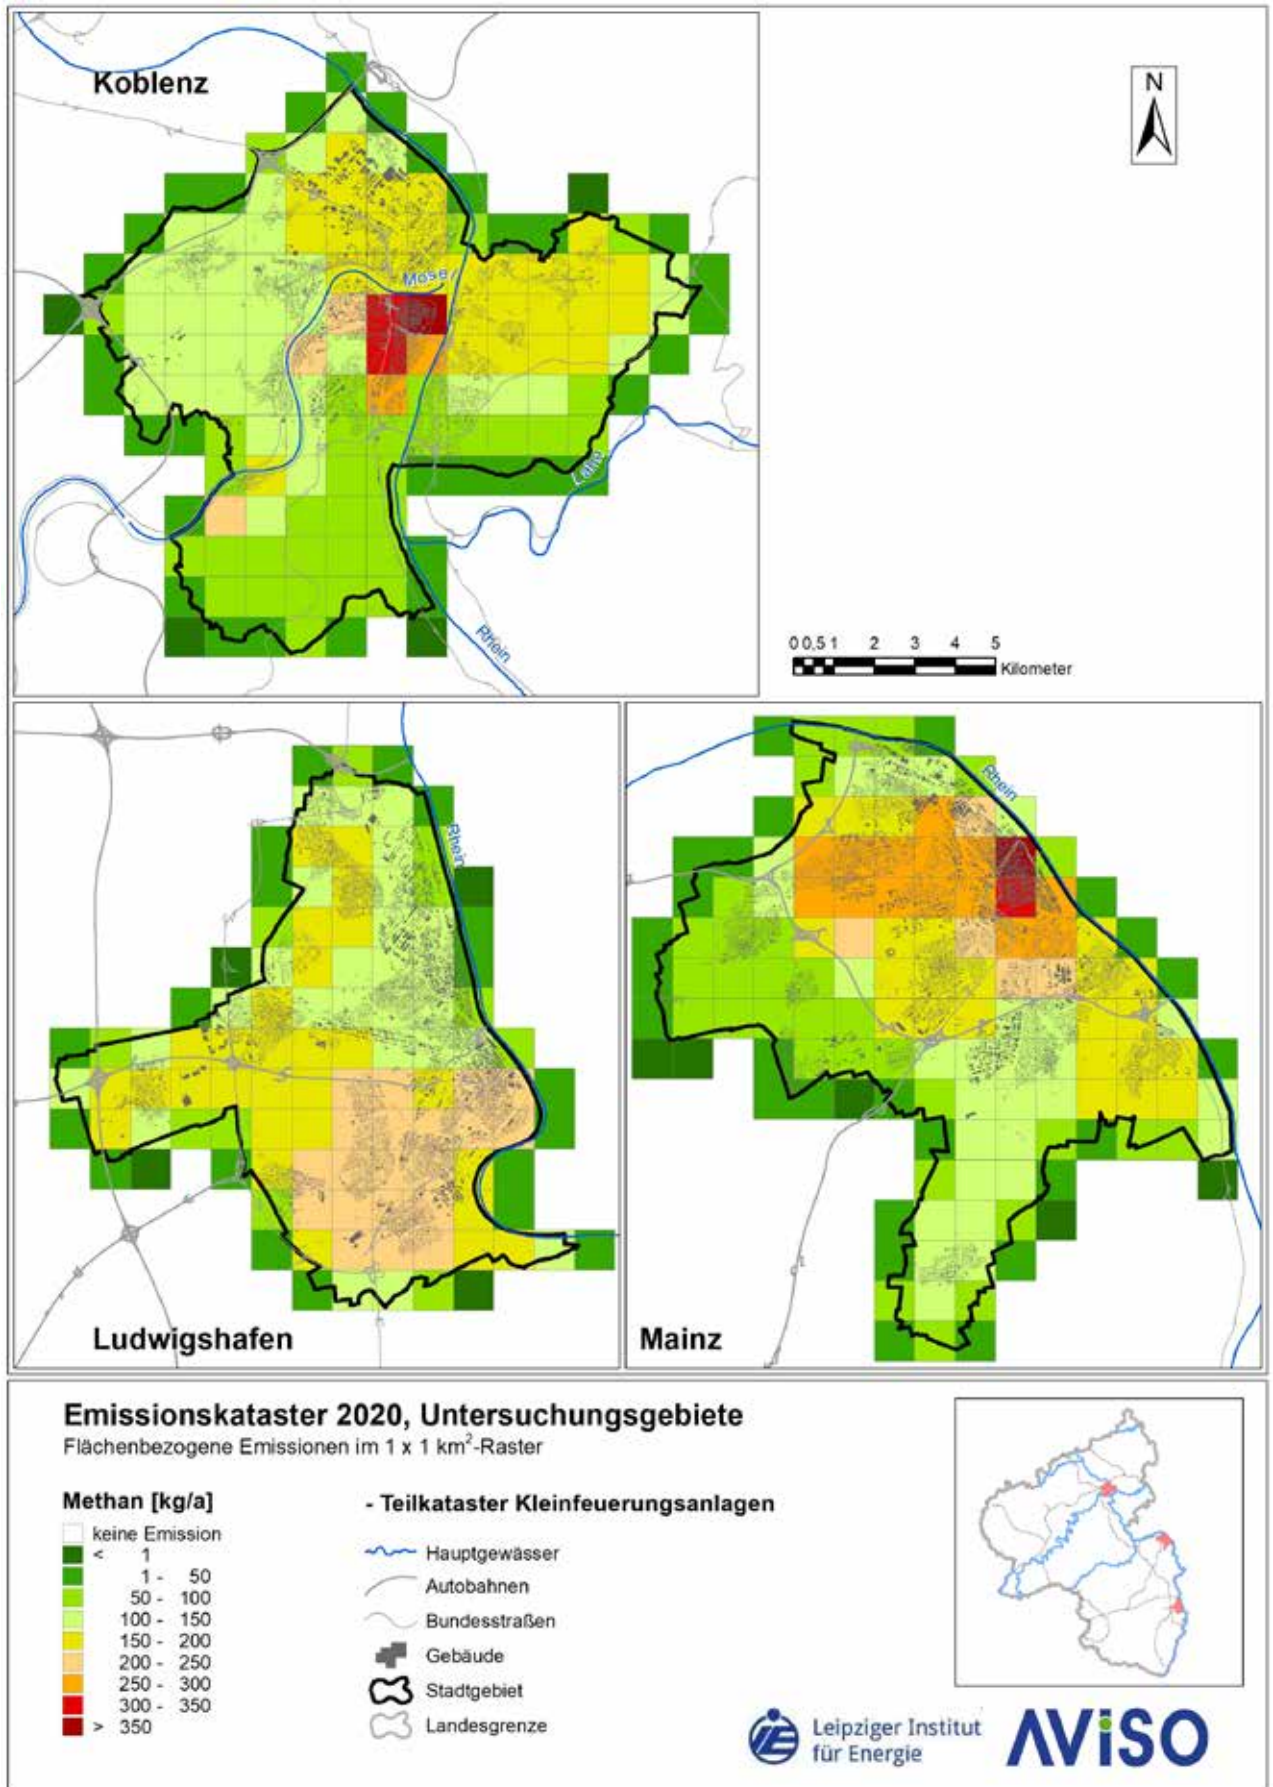 Koblenz
N
Mosel
Lahn
Rhein
0 0,5 1 2 3 4 5
Kilometer
Rhein
Ludwigshafen
Rhein
Mainz
Emissionskataster 2020, Untersuchungsgebiete
Flächenbezogene Emissionen im 1 x 1 km²-Raster
Methan [kg/a]
keine Emission
< 1
1 - 50
50 - 100
100 - 150
150 - 200
200 - 250
250 - 300
300 - 350
> 350
- Teilkataster Kleinfeuerungsanlagen
Hauptgewässer
Autobahnen
Bundesstraßen
Gebäude
Stadtgebiet
Landesgrenze
Leipziger Institut
für Energie
AViSO